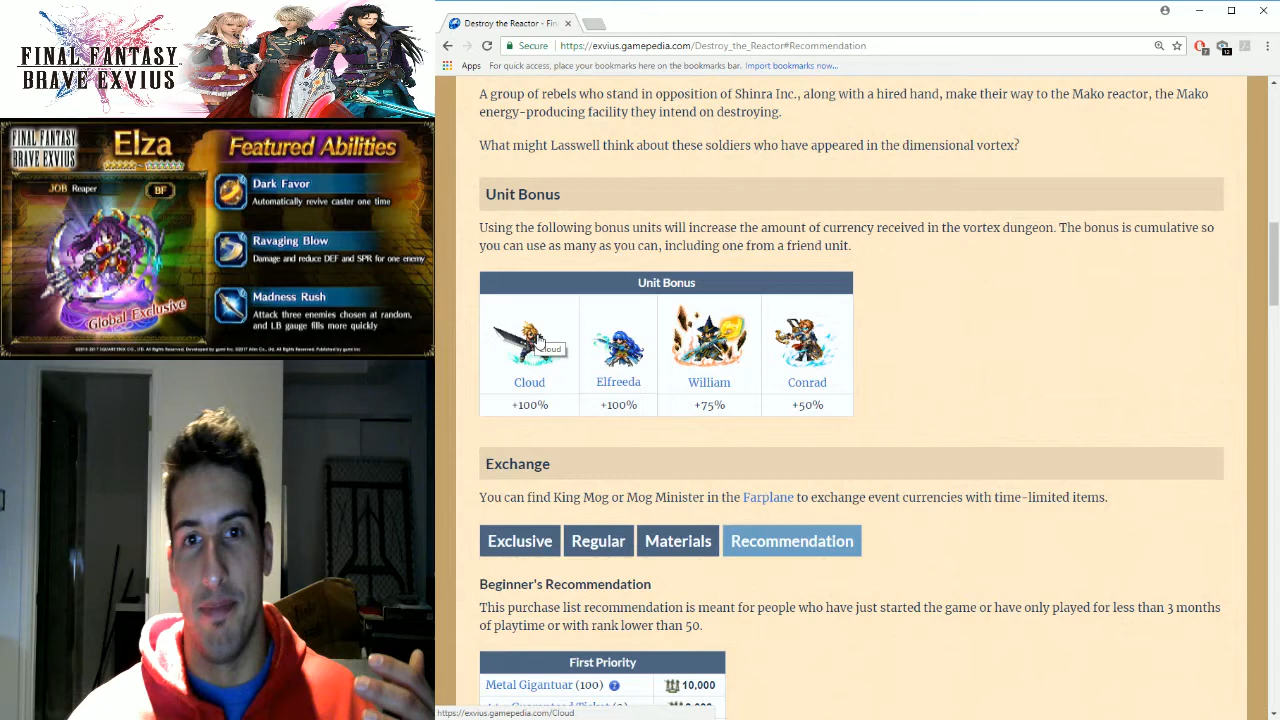 FINAL FANTASY
BRAVE EXVIUS
FINAL FANTASY
BRAVE EXVIUS
Elza
JOB Reaper
BF
Global Exclusive
Featured Abilities
Dark Favor
Automatically revive caster one time
Ravaging Blow
Damage and reduce DEF and SPR for one enemy
Madness Rush
Attack three enemies chosen at random,
and LB gauge fills more quickly
Destroy the Reactor - Fin
Secure
https://exvius.gamepedia.com/Destroy_the_Reactor#Recommendation
7
12
Apps
For quick access, place your bookmarks here on the bookmarks bar. Import bookmarks now...
A group of rebels who stand in opposition of Shinra Inc., along with a hired hand, make their way to the Mako reactor, the Mako
energy-producing facility they intend on destroying.
What might Lasswell think about these soldiers who have appeared in the dimensional vortex?
Unit Bonus
Using the following bonus units will increase the amount of currency received in the vortex dungeon. The bonus is cumulative so
you can use as many as you can, including one from a friend unit.
Unit Bonus
Cloud Elfreeda William Conrad
+100% +100% +75% +50%
Exchange
You can find King Mog or Mog Minister in the Farplane to exchange event currencies with time-limited items.
Exclusive Regular Materials Recommendation
Beginner's Recommendation
This purchase list recommendation is meant for people who have just started the game or have only played for less than 3 months
of playtime or with rank lower than 50.
First Priority
Metal Gigantuar (100) ? 10,000
https://exvius.gamepedia.com/Cloud